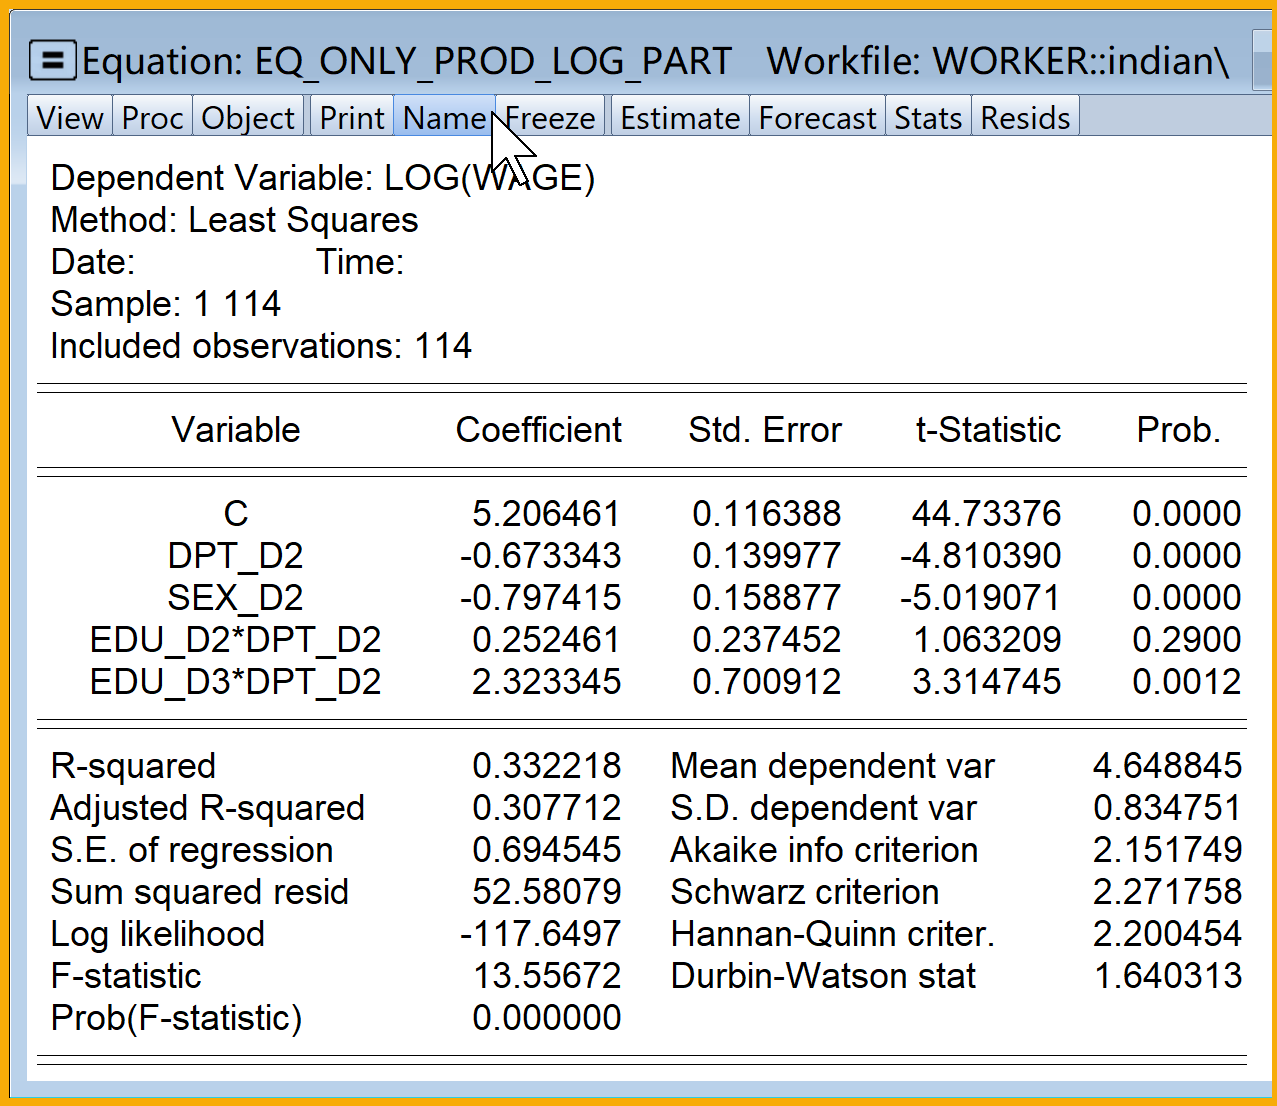 Equation: EQ_ONLY_PROD_LOG_PART Workfile: WORKER::indian\
View Proc Object Print Name Freeze Estimate Forecast Stats Resids
Dependent Variable: LOG(WAGE)
Method: Least Squares
Date: Time:
Sample: 1 114
Included observations: 114
Variable Coefficient Std. Error t-Statistic Prob.
C 5.206461 0.116388 44.73376 0.0000
DPT_D2 -0.673343 0.139977 -4.810390 0.0000
SEX_D2 -0.797415 0.158877 -5.019071 0.0000
EDU_D2*DPT_D2 0.252461 0.237452 1.063209 0.2900
EDU_D3*DPT_D2 2.323345 0.700912 3.314745 0.0012
R-squared 0.332218 Mean dependent var 4.648845
Adjusted R-squared 0.307712 S.D. dependent var 0.834751
S.E. of regression 0.694545 Akaike info criterion 2.151749
Sum squared resid 52.58079 Schwarz criterion 2.271758
Log likelihood -117.6497 Hannan-Quinn criter. 2.200454
F-statistic 13.55672 Durbin-Watson stat 1.640313
Prob(F-statistic) 0.000000